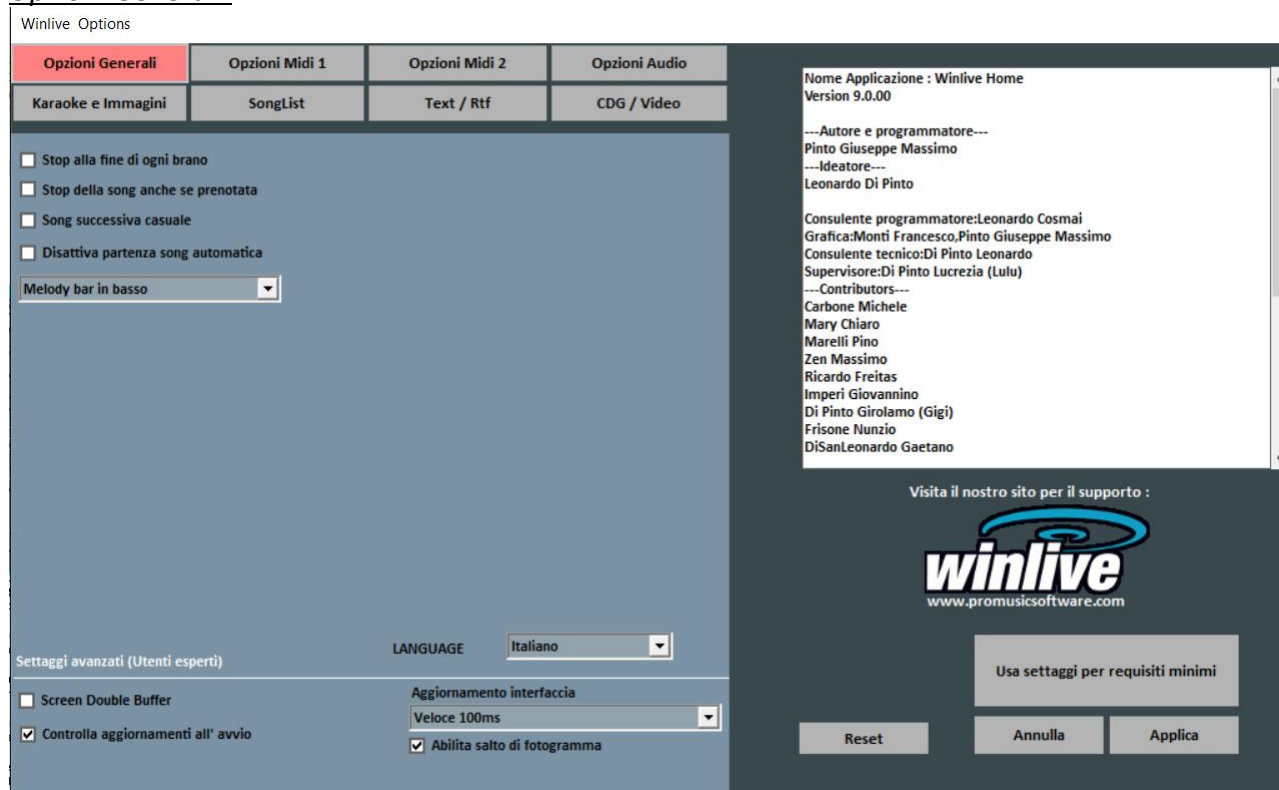 Opzioni Generali
Winlive Options
Opzioni Generali
Opzioni Midi 1
Opzioni Midi 2
Opzioni Audio
Karaoke e Immagini
SongList
Text / Rtf
CDG / Video
Stop alla fine di ogni brano
Stop della song anche se prenotata
Song successiva casuale
Disattiva partenza song automatica
Melody bar in basso
LANGUAGE
Italiano
Settaggi avanzati (Utenti esperti)
Screen Double Buffer
Controlla aggiornamenti all' avvio
Aggiornamento interfaccia
Veloce 100ms
Abilita salto di fotogramma
Nome Applicazione : Winlive Home
Version 9.0.00
---Autore e programmatore---
Pinto Giuseppe Massimo
---Ideatore---
Leonardo Di Pinto
Consulente programmatore:Leonardo Cosmai
Grafica:Monti Francesco,Pinto Giuseppe Massimo
Consulente tecnico:Di Pinto Leonardo
Supervisore:Di Pinto Lucrezia (Lulu)
---Contributors---
Carbone Michele
Mary Chiaro
Marelli Pino
Zen Massimo
Ricardo Freitas
Imperi Giovannino
Di Pinto Girolamo (Gigi)
Frisone Nunzio
DiSanLeonardo Gaetano
Visita il nostro sito per il supporto :
winlive
www.promusicsoftware.com
Usa settaggi per requisiti minimi
Reset
Annulla
Applica